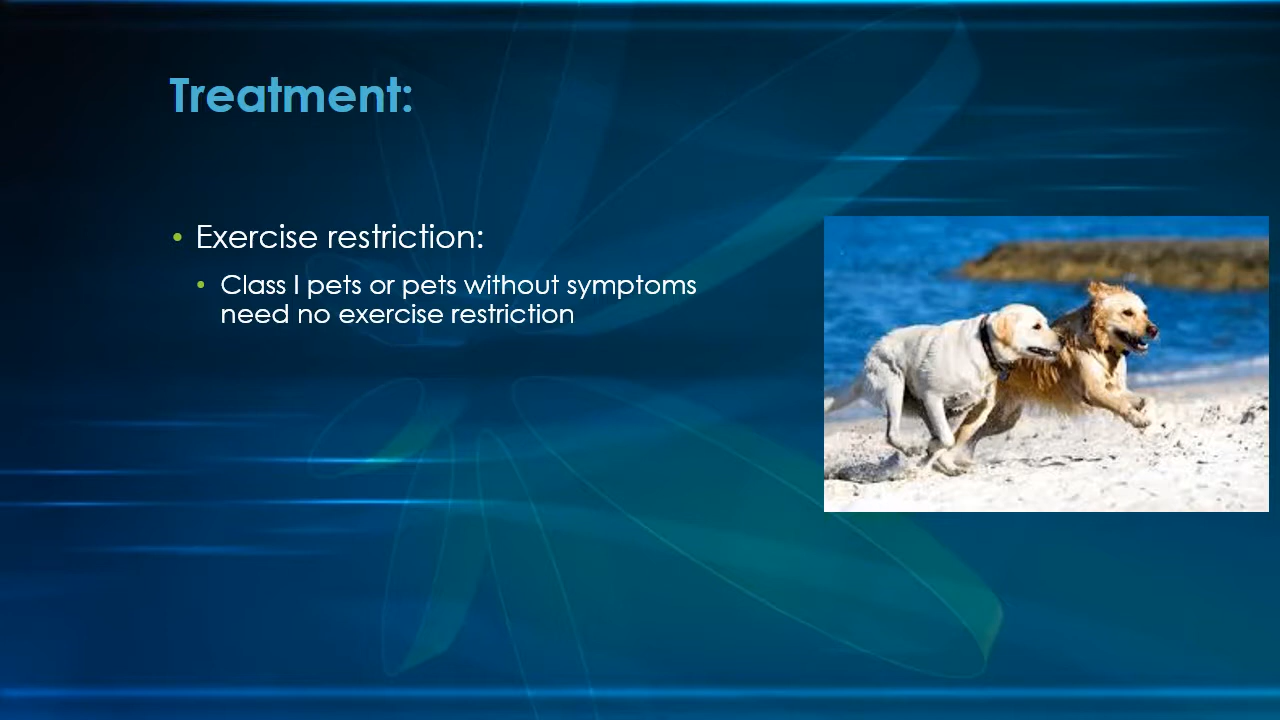 Treatment:
• Exercise restriction:
• Class I pets or pets without symptoms
need no exercise restriction